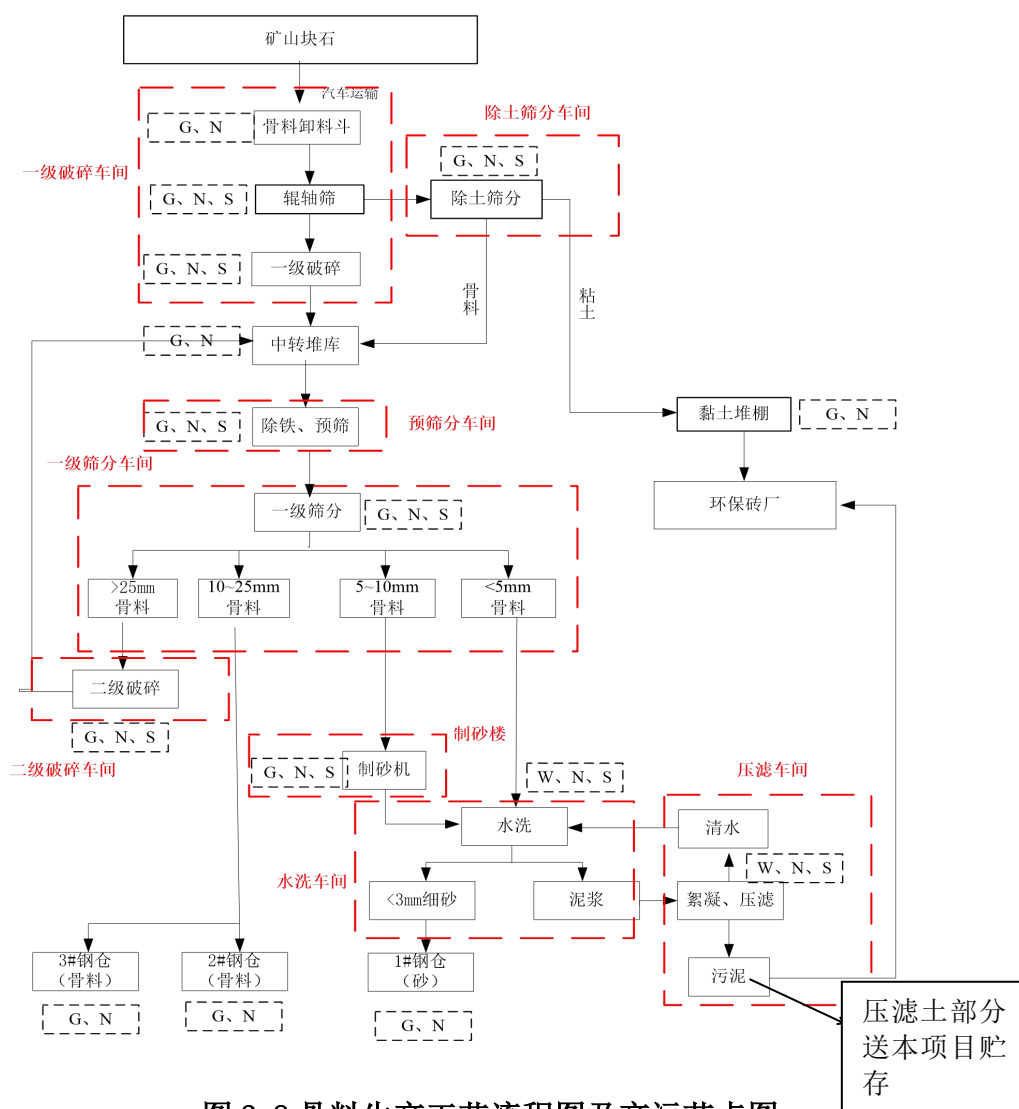 矿山块石
汽车运输
除土筛分车间
G、N
骨料卸料斗
G、N、S
一级破碎车间
G、N、S
辊轴筛
除土筛分
G、N、S
一级破碎
骨料
粘土
G、N
中转堆库
G、N、S
除铁、预筛
预筛分车间
黏土堆棚
G、N
一级筛分车间
一级筛分
G、N、S
环保砖厂
>25mm
骨料
10~25mm
骨料
5~10mm
骨料
<5mm
骨料
二级破碎
G、N、S
二级破碎车间
制砂楼
G、N、S
制砂机
W、N、S
压滤车间
水洗
清水
W、N、S
水洗车间
<3mm细砂
泥浆
絮凝、压滤
3#钢仓
（骨料）
2#钢仓
（骨料）
1#钢仓
（砂）
污泥
G、N
G、N
G、N
压滤土部分
送本项目贮
存